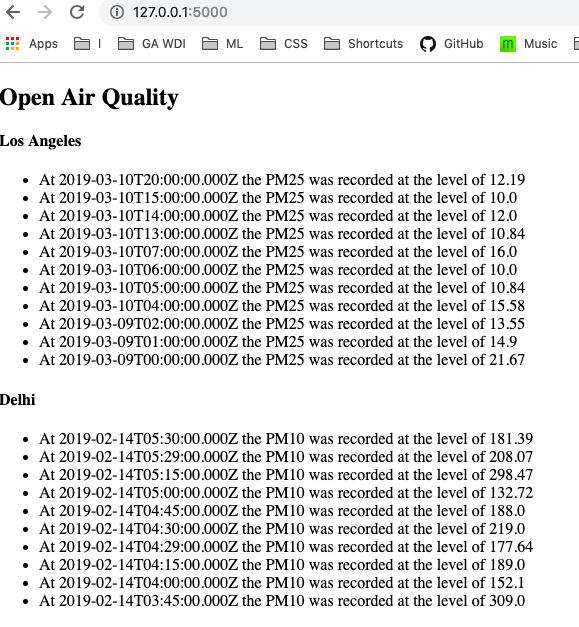 127.0.0.1:5000
Apps I GA WDI ML CSS Shortcuts GitHub m Music
Open Air Quality
Los Angeles
At 2019-03-10T20:00:00.000Z the PM25 was recorded at the level of 12.19
At 2019-03-10T15:00:00.000Z the PM25 was recorded at the level of 10.0
At 2019-03-10T14:00:00.000Z the PM25 was recorded at the level of 12.0
At 2019-03-10T13:00:00.000Z the PM25 was recorded at the level of 10.84
At 2019-03-10T07:00:00.000Z the PM25 was recorded at the level of 16.0
At 2019-03-10T06:00:00.000Z the PM25 was recorded at the level of 10.0
At 2019-03-10T05:00:00.000Z the PM25 was recorded at the level of 10.84
At 2019-03-10T04:00:00.000Z the PM25 was recorded at the level of 15.58
At 2019-03-09T02:00:00.000Z the PM25 was recorded at the level of 13.55
At 2019-03-09T01:00:00.000Z the PM25 was recorded at the level of 14.9
At 2019-03-09T00:00:00.000Z the PM25 was recorded at the level of 21.67
Delhi
At 2019-02-14T05:30:00.000Z the PM10 was recorded at the level of 181.39
At 2019-02-14T05:29:00.000Z the PM10 was recorded at the level of 208.07
At 2019-02-14T05:15:00.000Z the PM10 was recorded at the level of 298.47
At 2019-02-14T05:00:00.000Z the PM10 was recorded at the level of 132.72
At 2019-02-14T04:45:00.000Z the PM10 was recorded at the level of 188.0
At 2019-02-14T04:30:00.000Z the PM10 was recorded at the level of 219.0
At 2019-02-14T04:29:00.000Z the PM10 was recorded at the level of 177.64
At 2019-02-14T04:15:00.000Z the PM10 was recorded at the level of 189.0
At 2019-02-14T04:00:00.000Z the PM10 was recorded at the level of 152.1
At 2019-02-14T03:45:00.000Z the PM10 was recorded at the level of 309.0